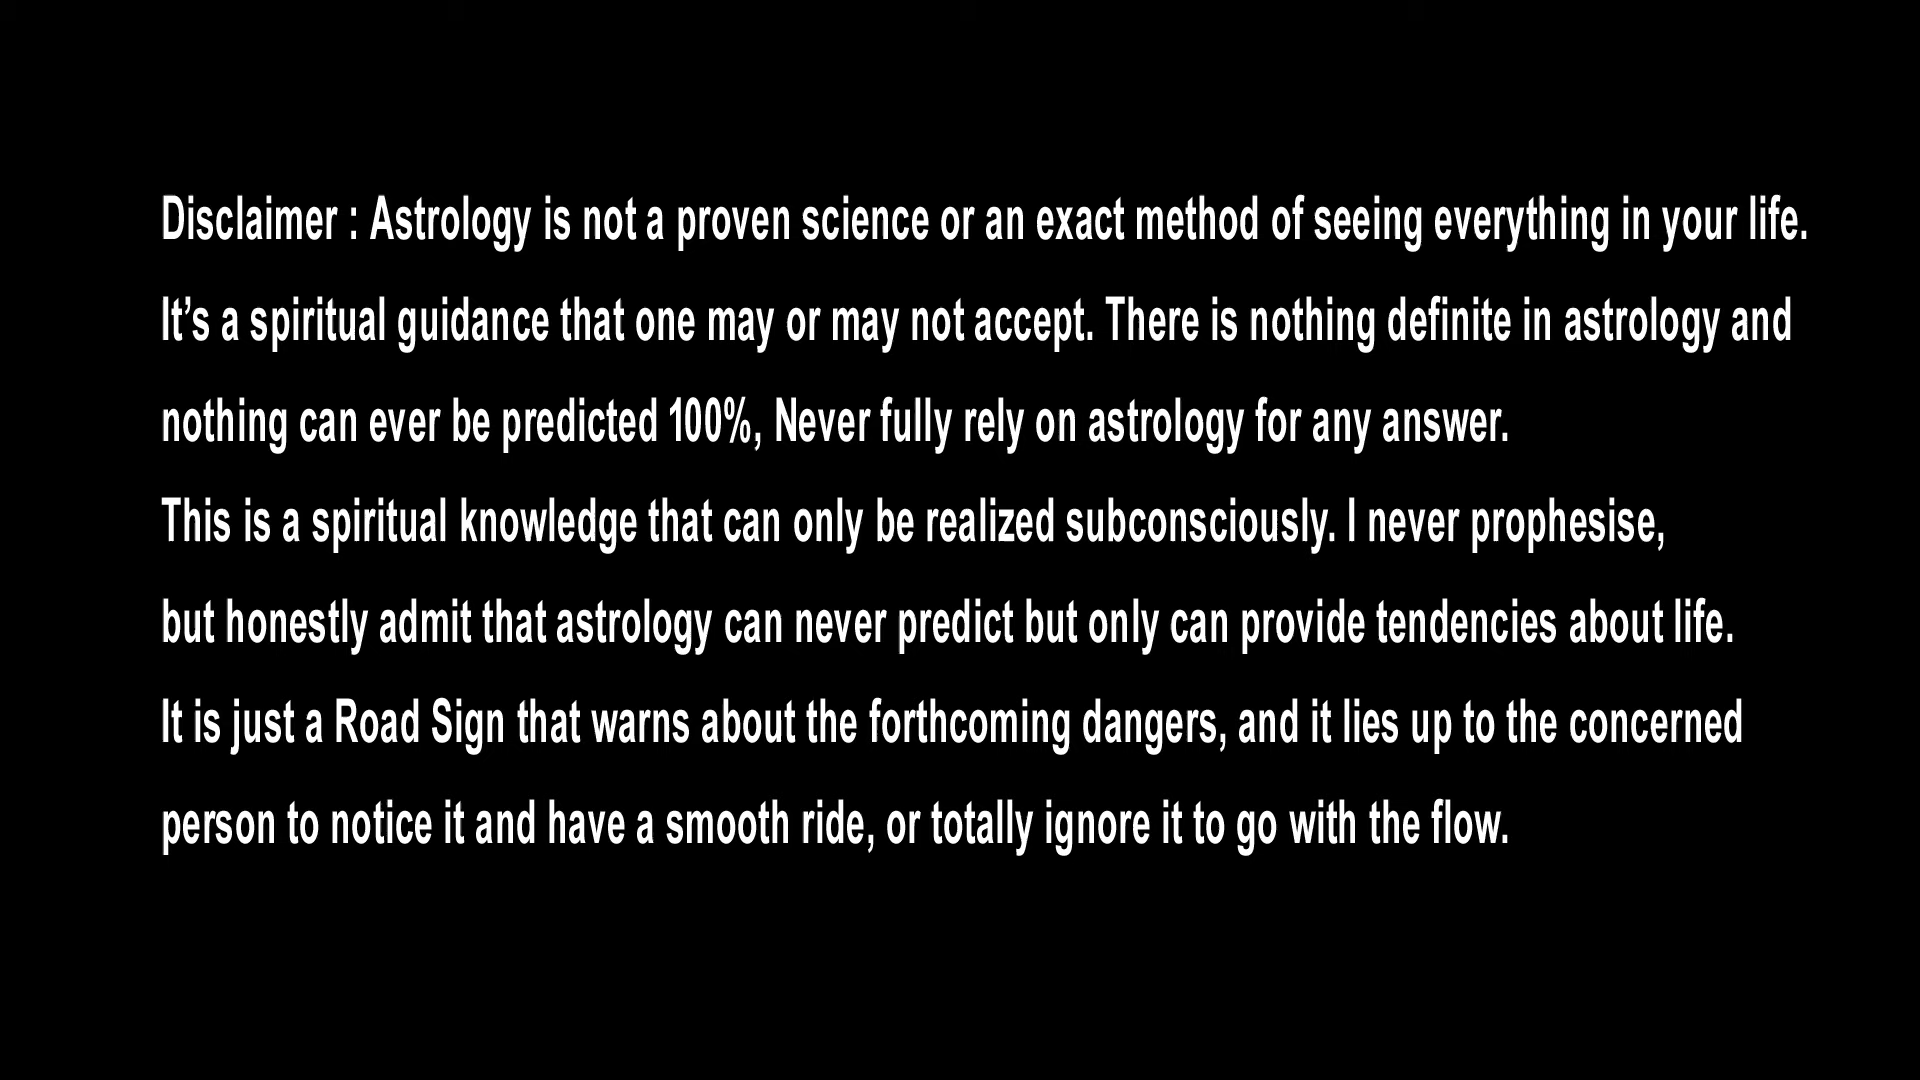 Disclaimer : Astrology is not a proven science or an exact method of seeing everything in your life.
It’s a spiritual guidance that one may or may not accept. There is nothing definite in astrology and
nothing can ever be predicted 100%, Never fully rely on astrology for any answer.
This is a spiritual knowledge that can only be realized subconsciously. I never prophesise,
but honestly admit that astrology can never predict but only can provide tendencies about life.
It is just a Road Sign that warns about the forthcoming dangers, and it lies up to the concerned
person to notice it and have a smooth ride, or totally ignore it to go with the flow.